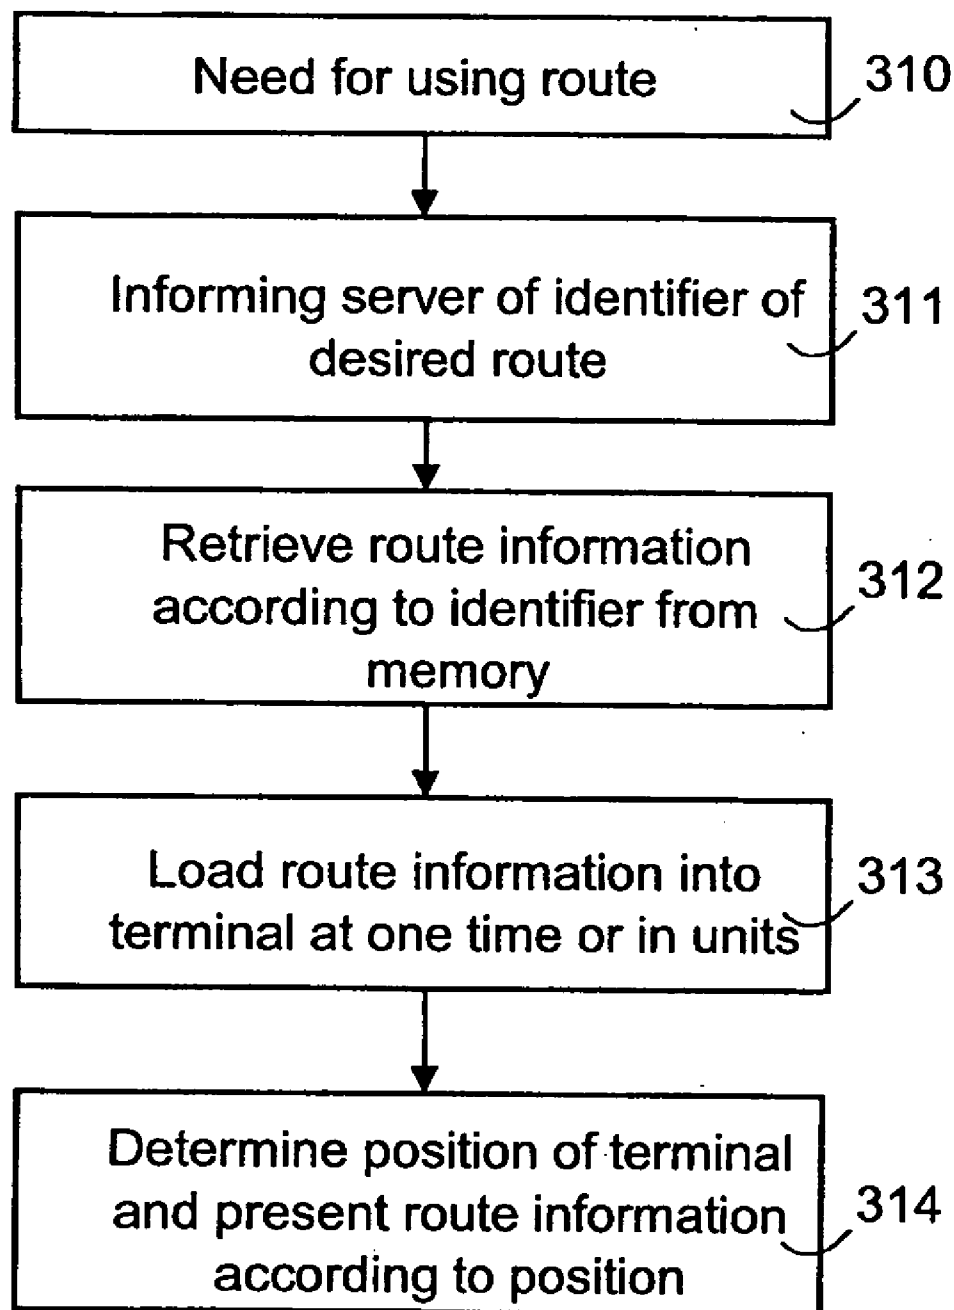 Need for using route
310
Informing server of identifier of
desired route
311
Retrieve route information
according to identifier from
memory
312
Load route information into
terminal at one time or in units
313
Determine position of terminal
and present route information
according to position
314